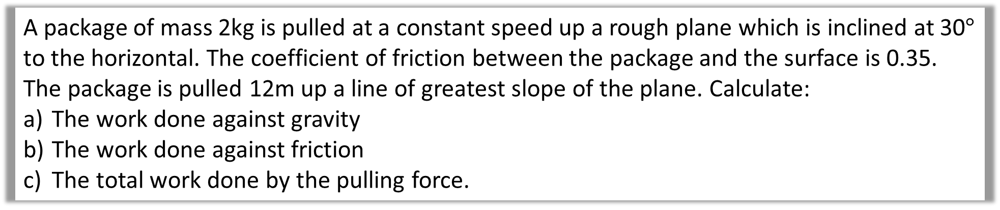 A package of mass 2kg is pulled at a constant speed up a rough plane which is inclined at 30°
to the horizontal. The coefficient of friction between the package and the surface is 0.35.
The package is pulled 12m up a line of greatest slope of the plane. Calculate:
a) The work done against gravity
b) The work done against friction
c) The total work done by the pulling force.